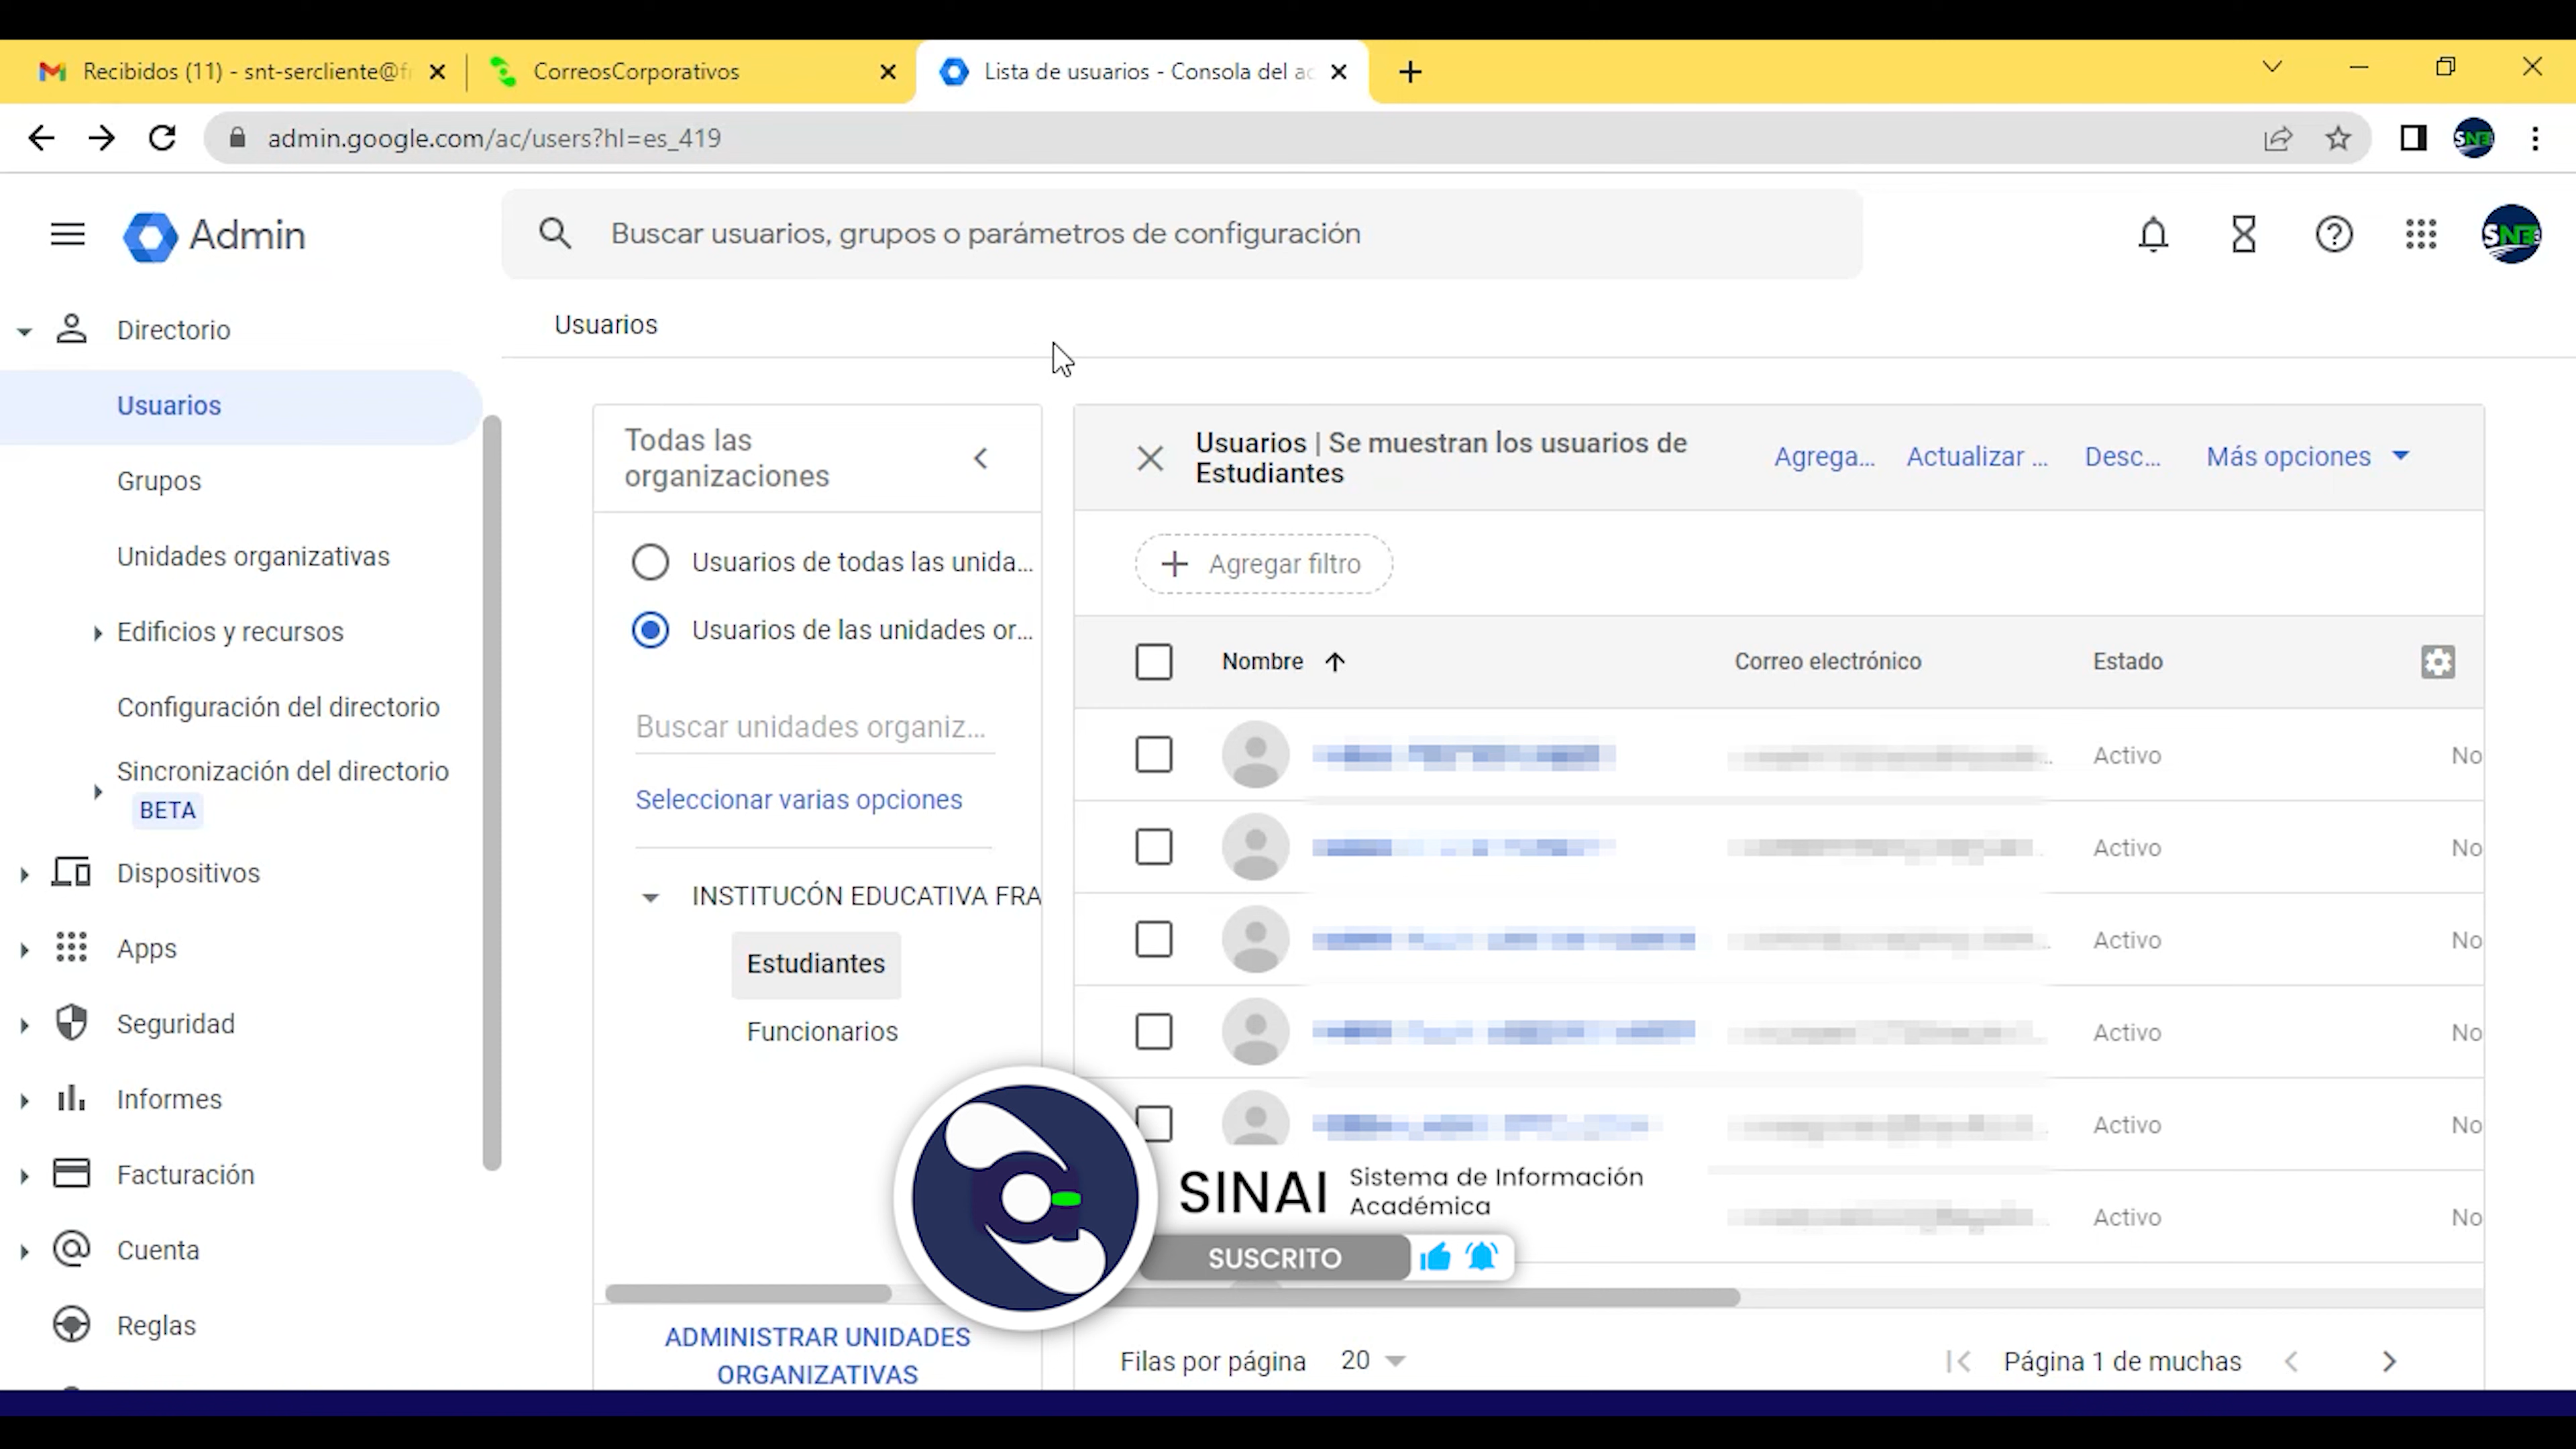 Recibidos (11) - snt-sercliente@f
CorreosCorporativos
Lista de usuarios - Consola del ac
admin.google.com/ac/users?hl=es_419
SNE
Admin
Buscar usuarios, grupos o parámetros de configuración
SNE
Directorio
Usuarios
Grupos
Unidades organizativas
Edificios y recursos
Configuración del directorio
Sincronización del directorio
BETA
Dispositivos
Apps
Seguridad
Informes
Facturación
Cuenta
Reglas
Usuarios
Todas las
organizaciones
Usuarios de todas las unida...
Usuarios de las unidades or...
Buscar unidades organiz...
Seleccionar varias opciones
INSTITUCÓN EDUCATIVA FRA
Estudiantes
Funcionarios
ADMINISTRAR UNIDADES
ORGANIZATIVAS
Usuarios | Se muestran los usuarios de
Estudiantes
Agrega... Actualizar ... Desc... Más opciones
Agregar filtro
Nombre Correo electrónico Estado
Activo No
Activo No
Activo No
Activo No
Activo No
Activo No
SINAI Sistema de Información
Académica
SUSCRITO
Filas por página 20 Página 1 de muchas